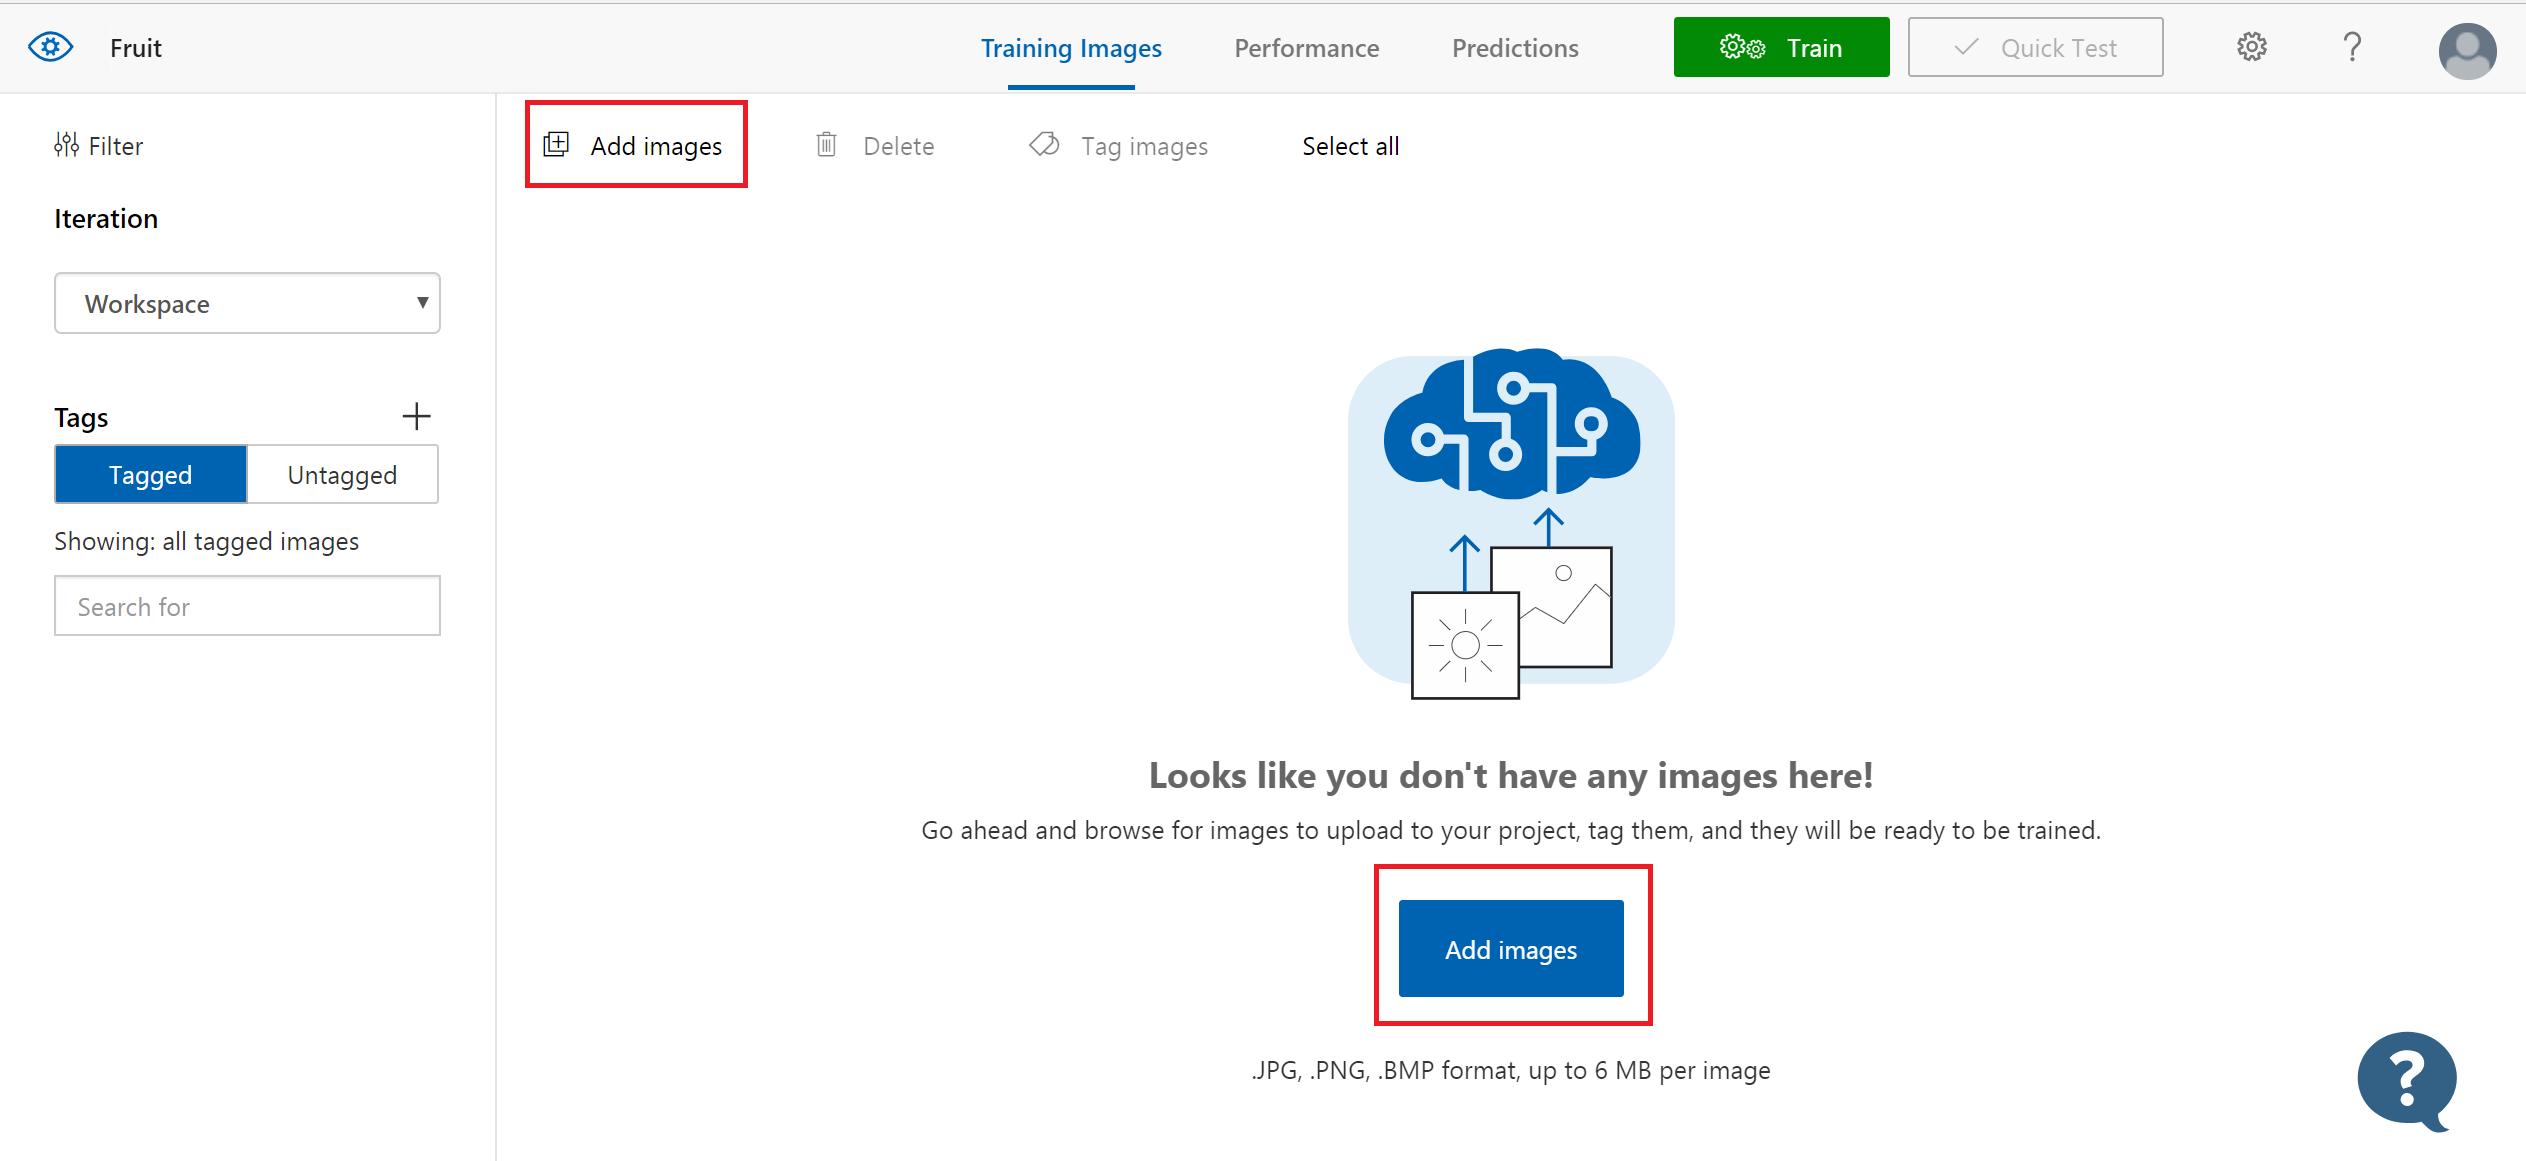 Fruit
Training Images
Performance
Predictions
Train
Quick Test
?
Filter
Iteration
Workspace
Tags
Tagged
Untagged
Showing: all tagged images
Search for
Add images
Delete
Tag images
Select all
Looks like you don't have any images here!
Go ahead and browse for images to upload to your project, tag them, and they will be ready to be trained.
Add images
.JPG, .PNG, .BMP format, up to 6 MB per image
?